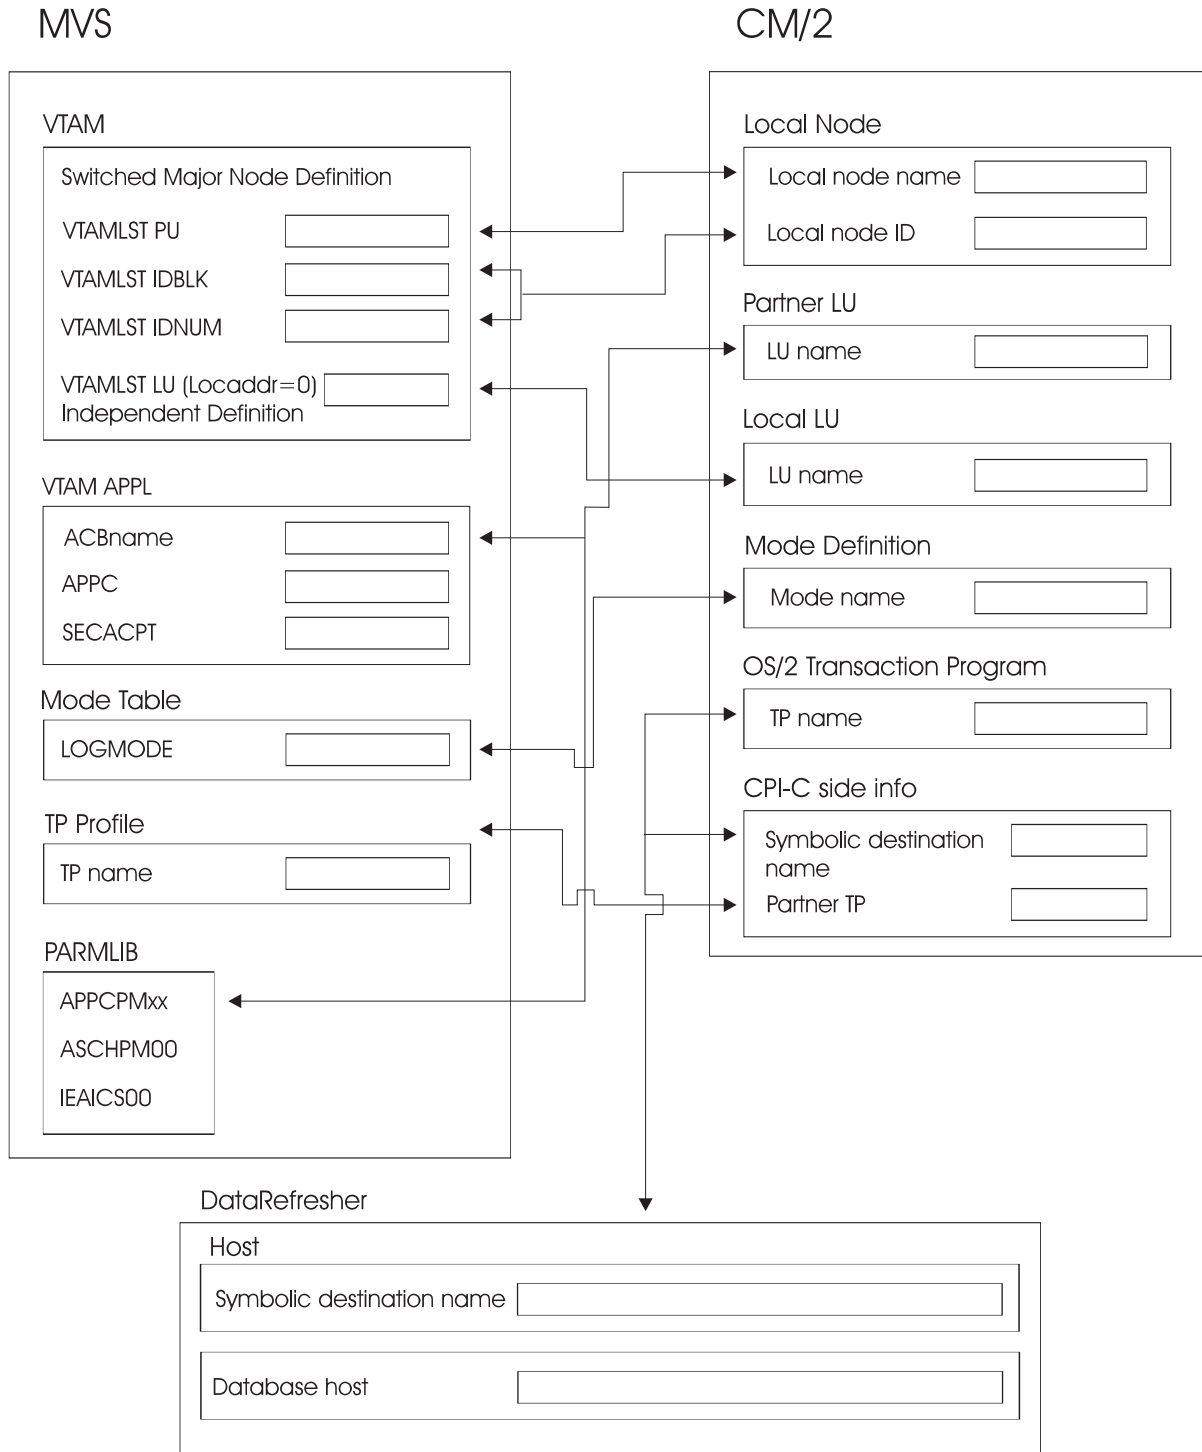 MVS
VTAM
Switched Major Node Definition
VTAMLST PU
VTAMLST IDBLK
VTAMLST IDNUM
VTAMLST LU (Locaddr=0)
Independent Definition
VTAM APPL
ACBname
APPC
SECACPT
Mode Table
LOGMODE
TP Profile
TP name
PARMLIB
APPCPMxx
ASCHPM00
IEAICS00
CM/2
Local Node
Local node name
Local node ID
Partner LU
LU name
Local LU
LU name
Mode Definition
Mode name
OS/2 Transaction Program
TP name
CPI-C side info
Symbolic destination
name
Partner TP
DataRefresher
Host
Symbolic destination name
Database host